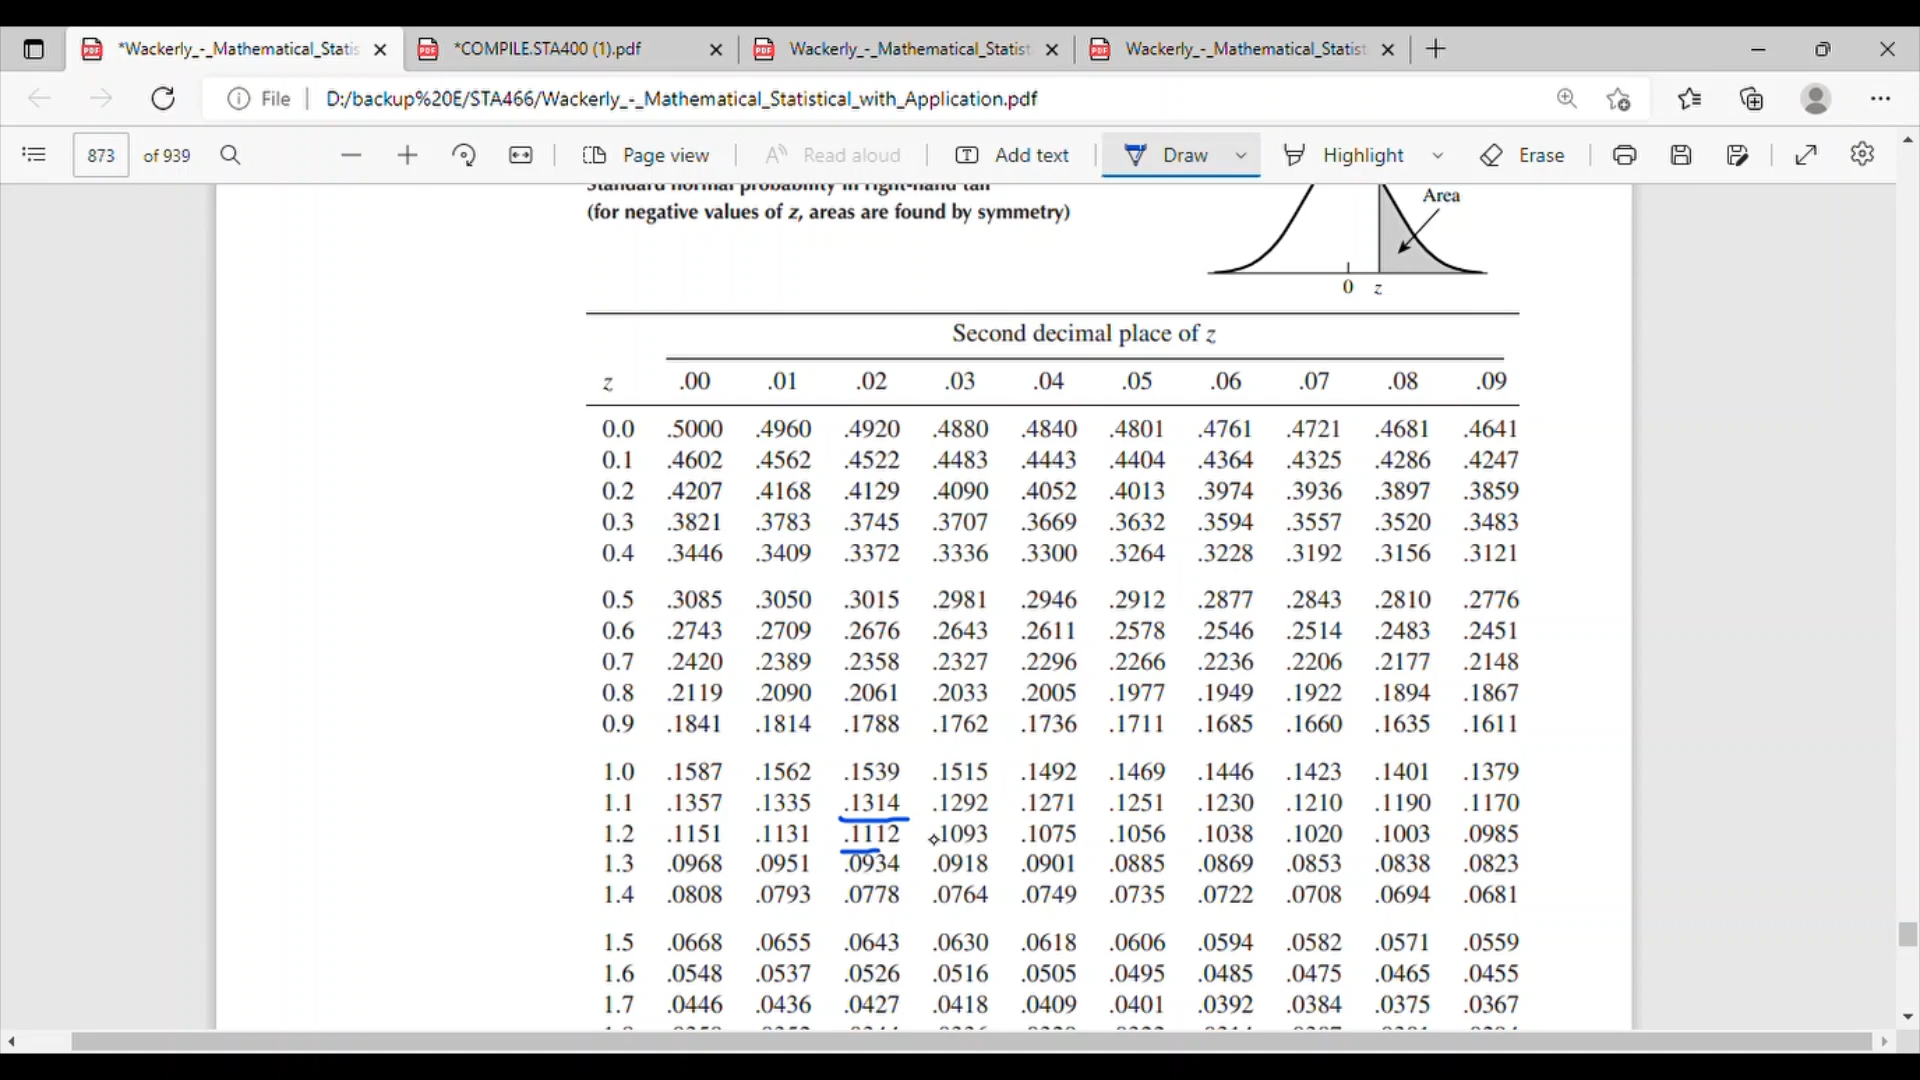 *Wackerly_-_Mathematical_Statis
*COMPILE.STA400 (1).pdf
Wackerly_-_Mathematical_Statist
Wackerly_-_Mathematical_Statist
File
D:/backup%20E/STA466/Wackerly_-_Mathematical_Statistical_with_Application.pdf
873 of 939 Page view Read aloud Add text Draw Highlight Erase
Standard normal probability in right-hand tail
(for negative values of z, areas are found by symmetry)
Area
0 z
Second decimal place of z
z .00 .01 .02 .03 .04 .05 .06 .07 .08 .09
0.0 .5000 .4960 .4920 .4880 .4840 .4801 .4761 .4721 .4681 .4641
0.1 .4602 .4562 .4522 .4483 .4443 .4404 .4364 .4325 .4286 .4247
0.2 .4207 .4168 .4129 .4090 .4052 .4013 .3974 .3936 .3897 .3859
0.3 .3821 .3783 .3745 .3707 .3669 .3632 .3594 .3557 .3520 .3483
0.4 .3446 .3409 .3372 .3336 .3300 .3264 .3228 .3192 .3156 .3121
0.5 .3085 .3050 .3015 .2981 .2946 .2912 .2877 .2843 .2810 .2776
0.6 .2743 .2709 .2676 .2643 .2611 .2578 .2546 .2514 .2483 .2451
0.7 .2420 .2389 .2358 .2327 .2296 .2266 .2236 .2206 .2177 .2148
0.8 .2119 .2090 .2061 .2033 .2005 .1977 .1949 .1922 .1894 .1867
0.9 .1841 .1814 .1788 .1762 .1736 .1711 .1685 .1660 .1635 .1611
1.0 .1587 .1562 .1539 .1515 .1492 .1469 .1446 .1423 .1401 .1379
1.1 .1357 .1335 .1314 .1292 .1271 .1251 .1230 .1210 .1190 .1170
1.2 .1151 .1131 .1112 .1093 .1075 .1056 .1038 .1020 .1003 .0985
1.3 .0968 .0951 .0934 .0918 .0901 .0885 .0869 .0853 .0838 .0823
1.4 .0808 .0793 .0778 .0764 .0749 .0735 .0722 .0708 .0694 .0681
1.5 .0668 .0655 .0643 .0630 .0618 .0606 .0594 .0582 .0571 .0559
1.6 .0548 .0537 .0526 .0516 .0505 .0495 .0485 .0475 .0465 .0455
1.7 .0446 .0436 .0427 .0418 .0409 .0401 .0392 .0384 .0375 .0367